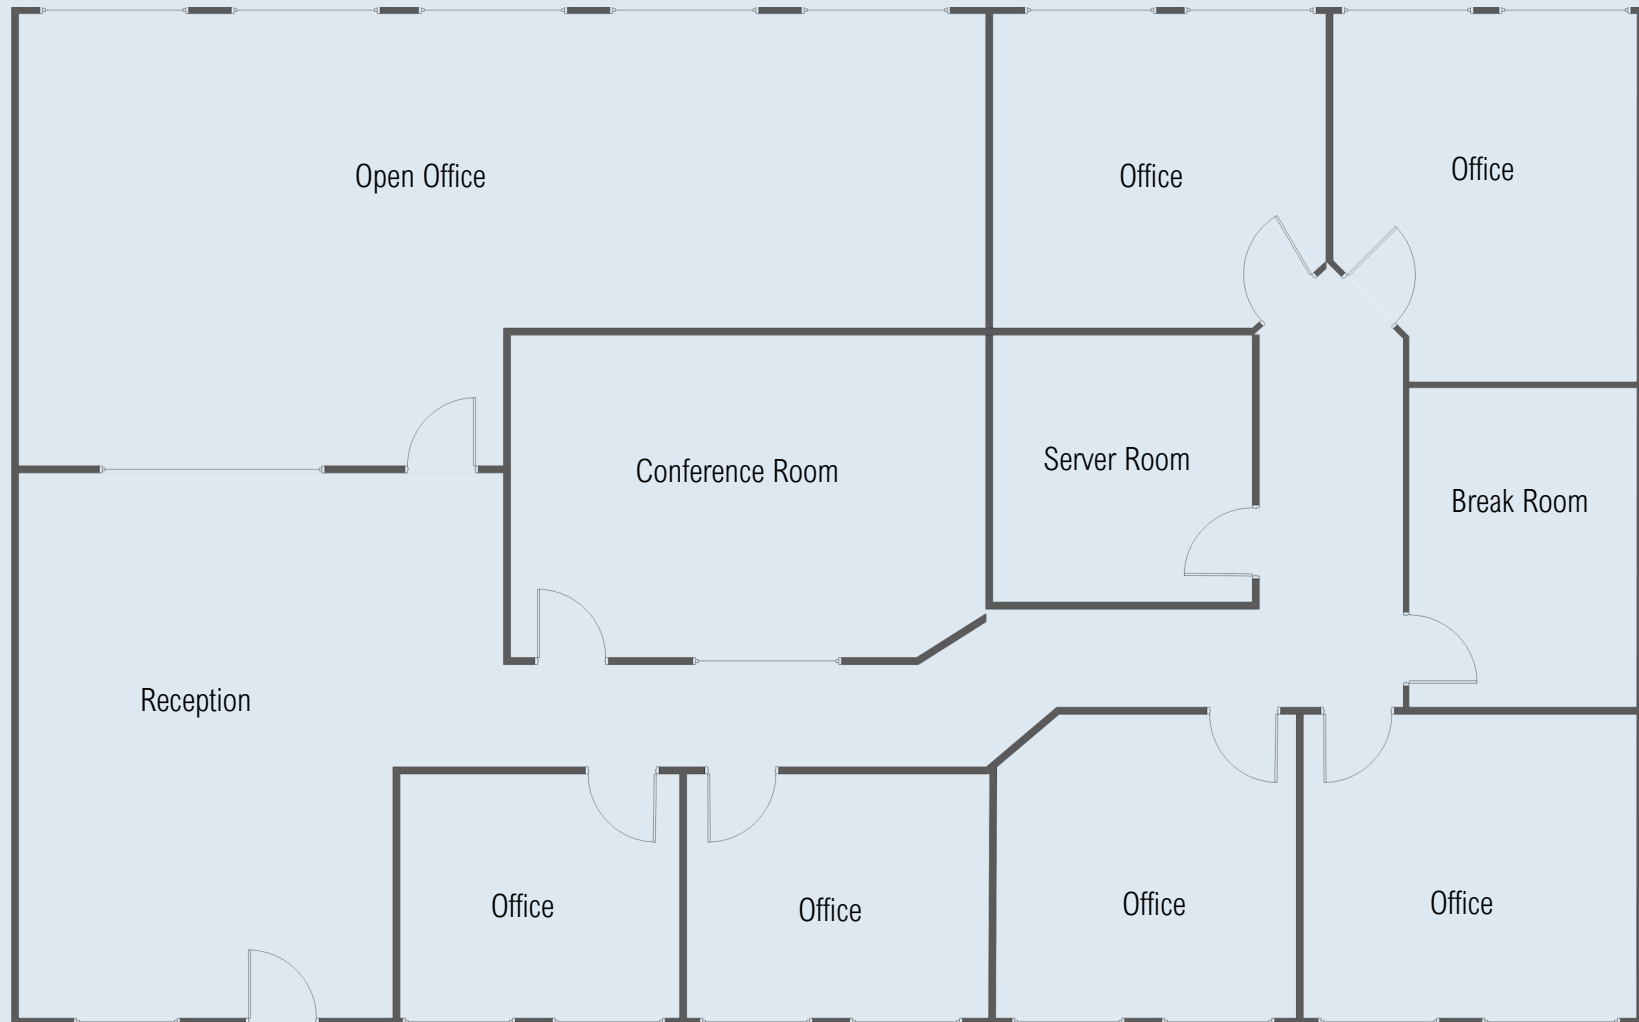 Open Office
Office
Office
Conference Room
Server Room
Break Room
Reception
Office
Office
Office
Office